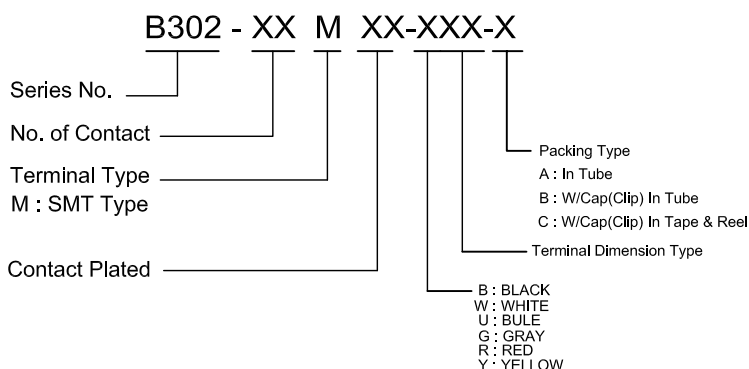 B302 - XX M XX-XXX-X
Series No.
No. of Contact
Terminal Type
M : SMT Type
Contact Plated
Packing Type
A : In Tube
B : W/Cap(Clip) In Tube
C : W/Cap(Clip) In Tape & Reel
Terminal Dimension Type
B : BLACK
W : WHITE
U : BULE
G : GRAY
R : RED
Y : YELLOW